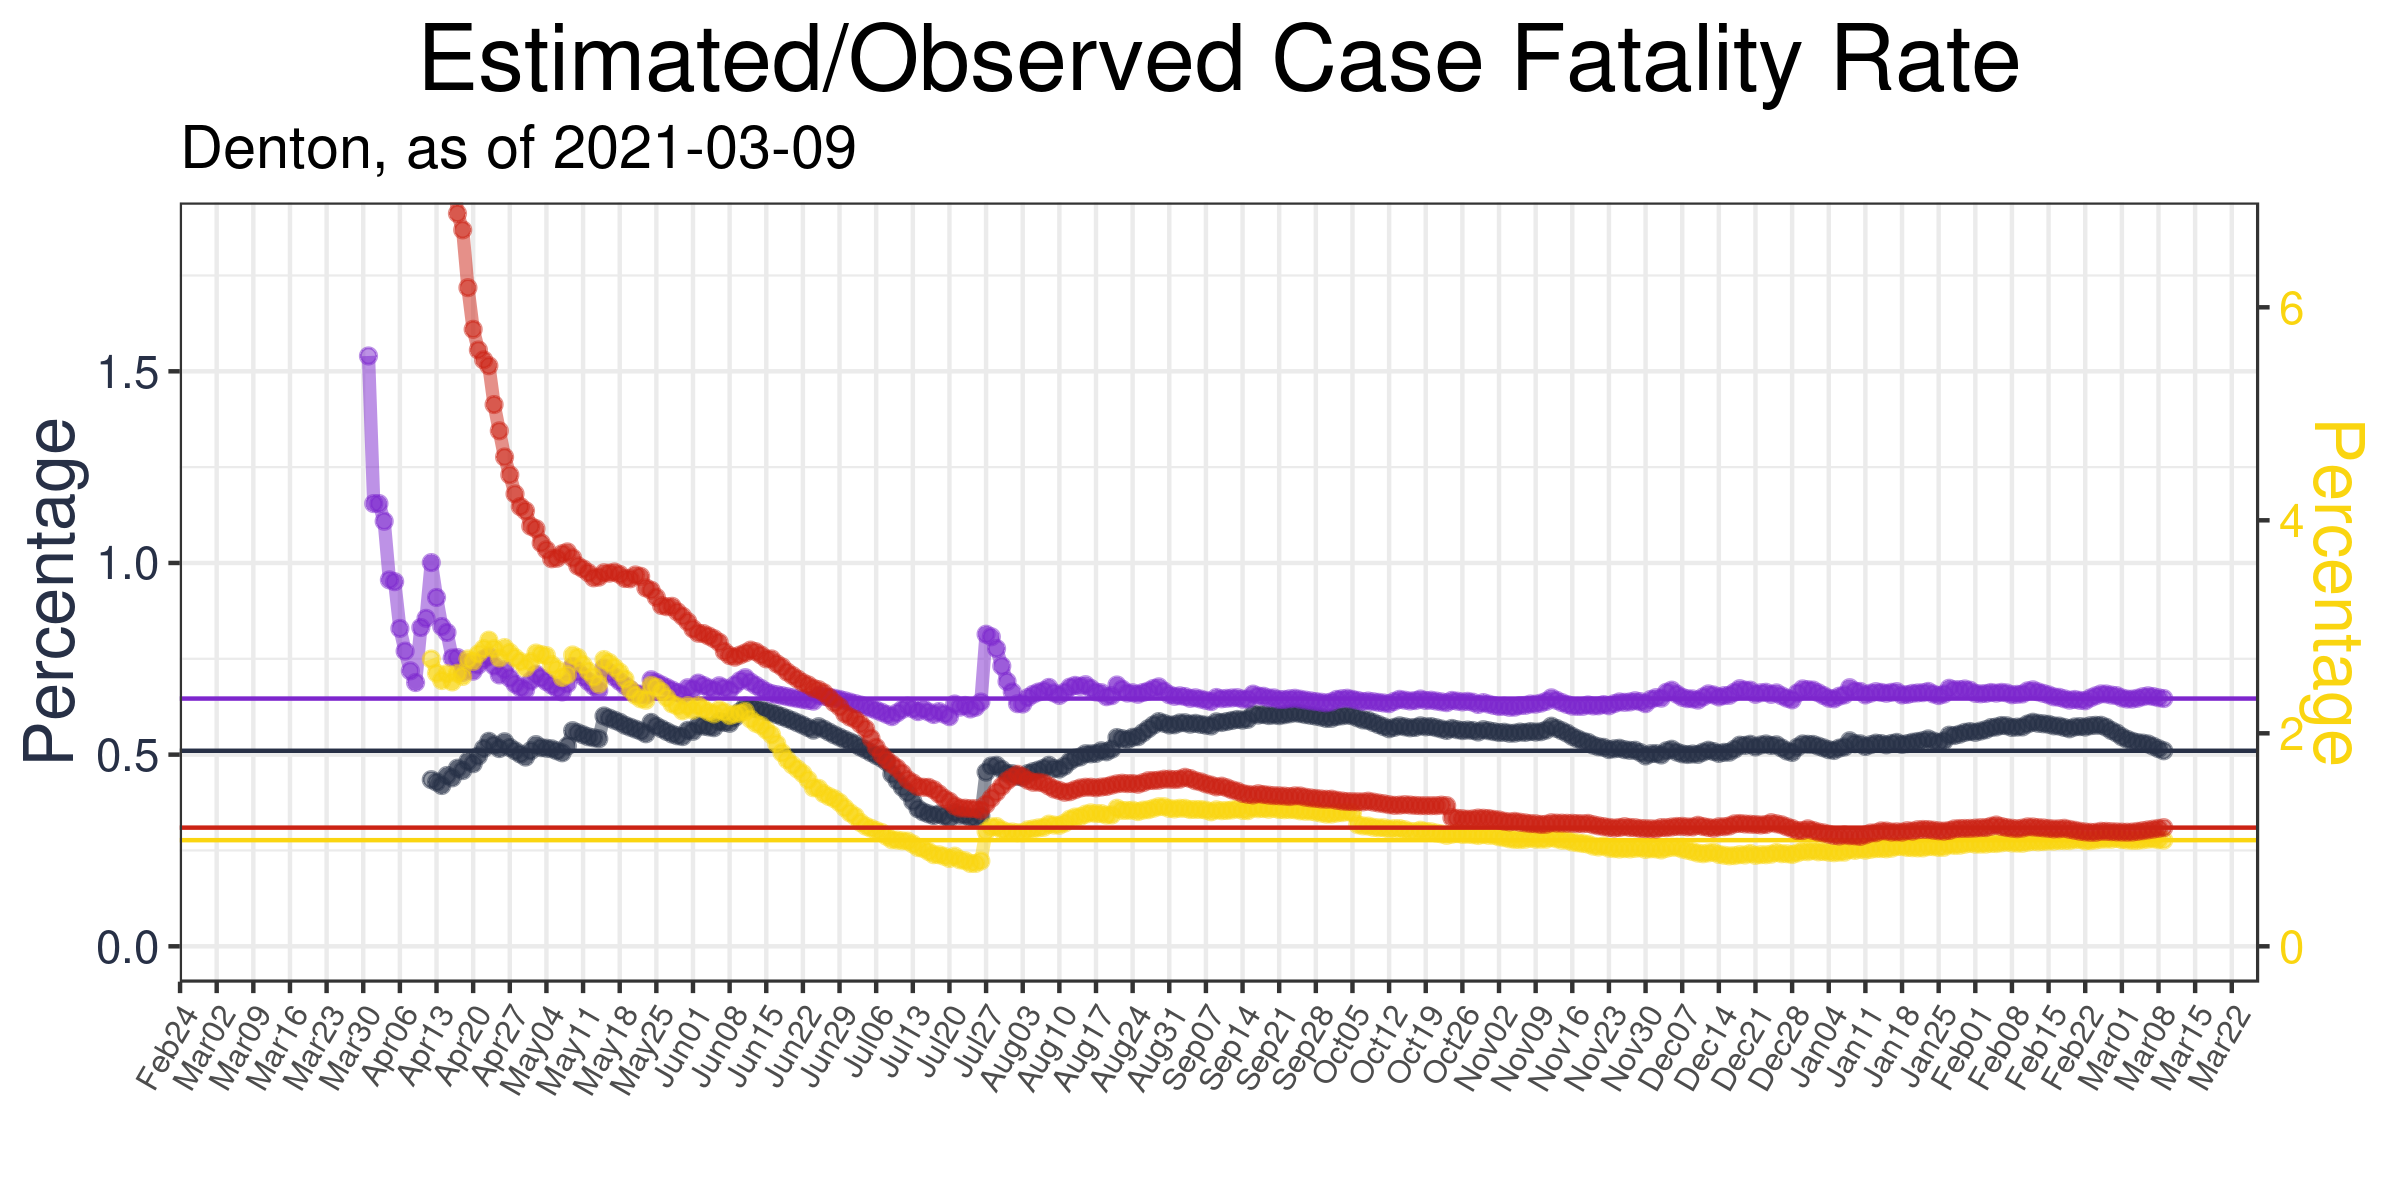 Estimated/Observed Case Fatality Rate
Denton, as of 2021-03-09
Percentage
1.5
1.0
0.5
0.0
6
4
2
0
Percentage
Feb24
Mar02
Mar09
Mar16
Mar23
Mar30
Apr06
Apr13
Apr20
Apr27
May04
May11
May18
May25
Jun01
Jun08
Jun15
Jun22
Jun29
Jul06
Jul13
Jul20
Jul27
Aug03
Aug10
Aug17
Aug24
Aug31
Sep07
Sep14
Sep21
Sep28
Oct05
Oct12
Oct19
Oct26
Nov02
Nov09
Nov16
Nov23
Nov30
Dec07
Dec14
Dec21
Dec28
Jan04
Jan11
Jan18
Jan25
Feb01
Feb08
Feb15
Feb22
Mar01
Mar08
Mar15
Mar22